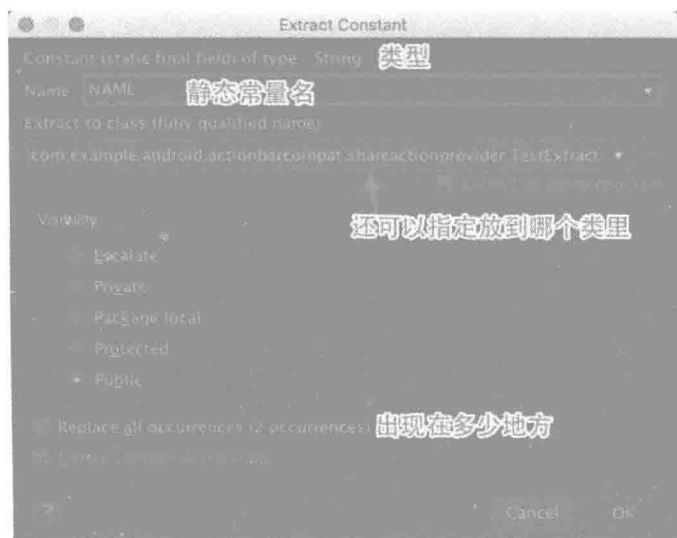 Extract Constant
Constant (static final field) of type: String 类型
Name: NAME 静态常量名
Extract to class (fully qualified name):
com.example.android.actionbarcompat.shareactionprovider.TestExtract
还可以指定放到哪个类里
Visibility
Escalate
Private
Package local
Protected
Public
Replace all occurrences (2 occurrences) 出现在多少地方
Cancel OK